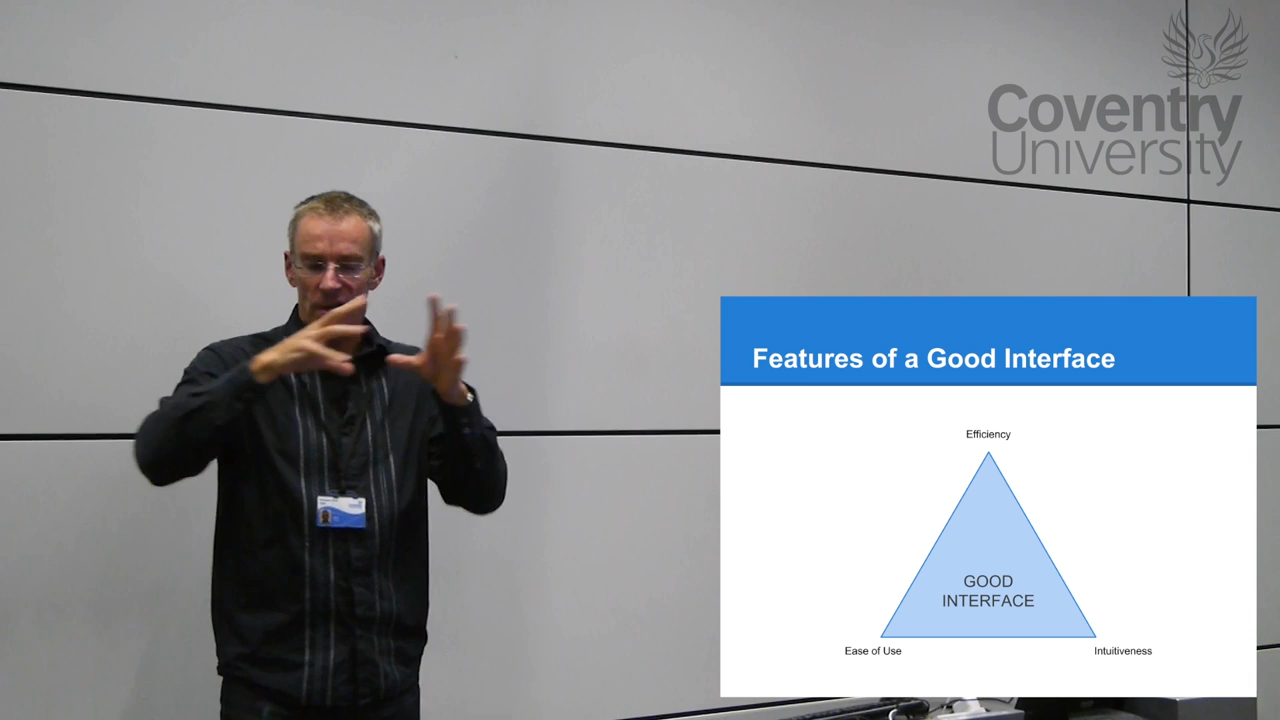 Coventry
University
Features of a Good Interface
Efficiency
GOOD
INTERFACE
Ease of Use
Intuitiveness